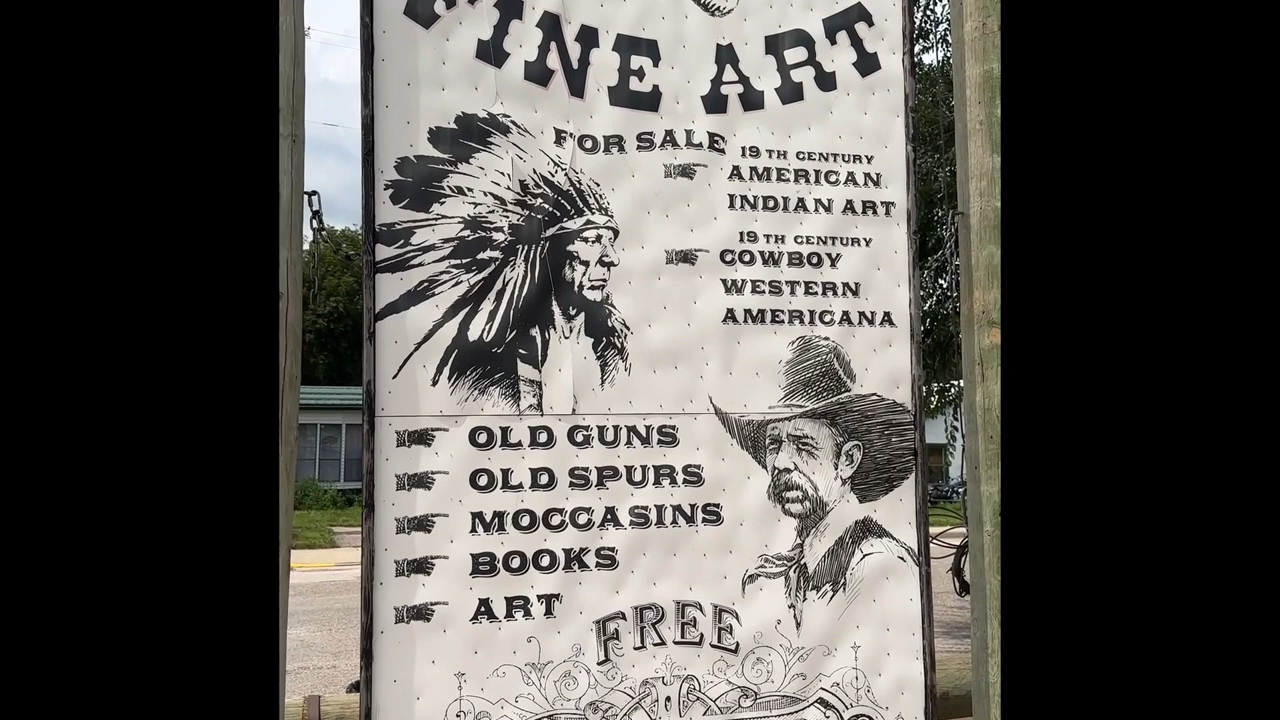 FINE ART
FOR SALE
19TH CENTURY
AMERICAN
INDIAN ART
19TH CENTURY
COWBOY
WESTERN
AMERICANA
OLD GUNS
OLD SPURS
MOCCASINS
BOOKS
ART
FREE